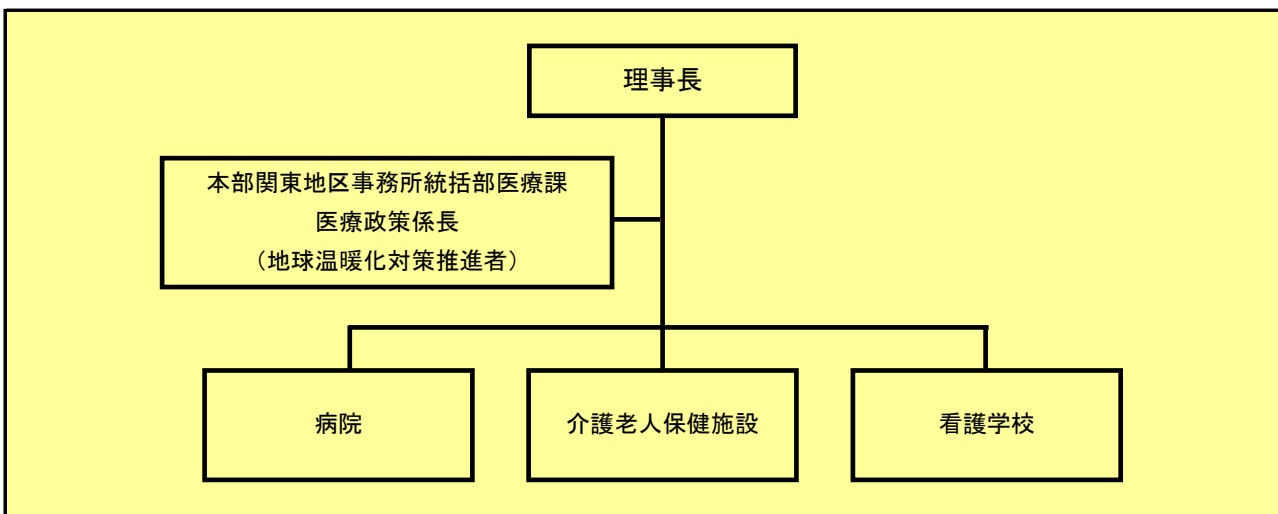 理事長
本部関東地区事務所統括部医療課
医療政策係長
（地球温暖化対策推進者）
病院
介護老人保健施設
看護学校